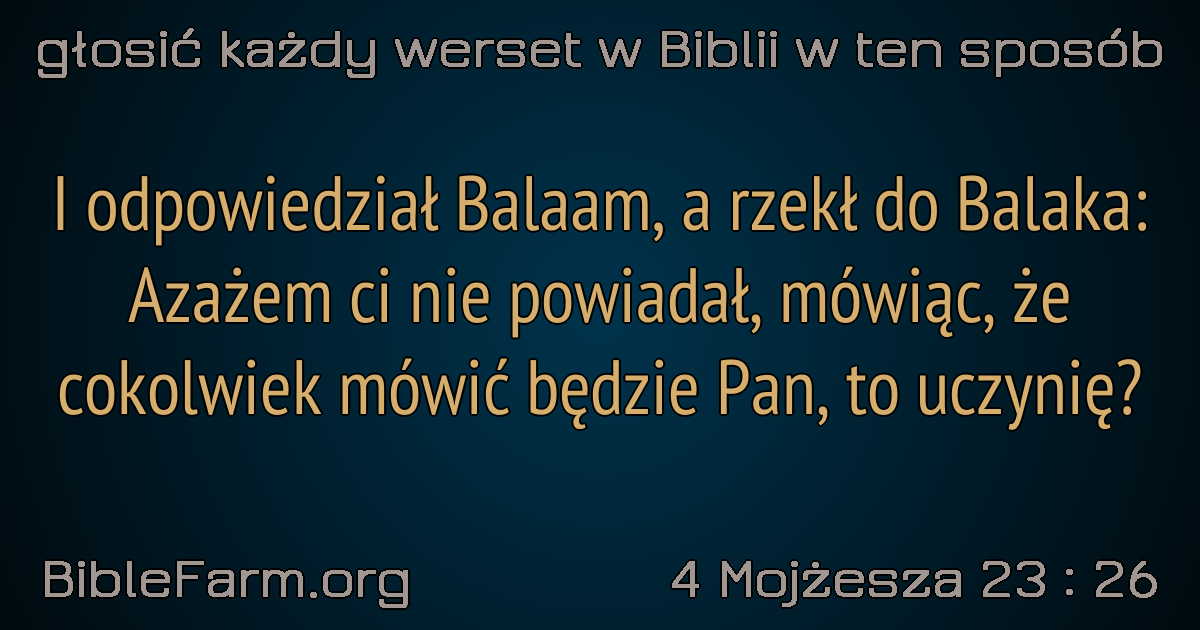 głosić każdy werset w Biblii w ten sposób
I odpowiedział Balaam, a rzekł do Balaka:
Azażem ci nie powiadał, mówiąc, że
cokolwiek mówić będzie Pan, to uczynię?
BibleFarm.org
4 Mojżesza 23 : 26